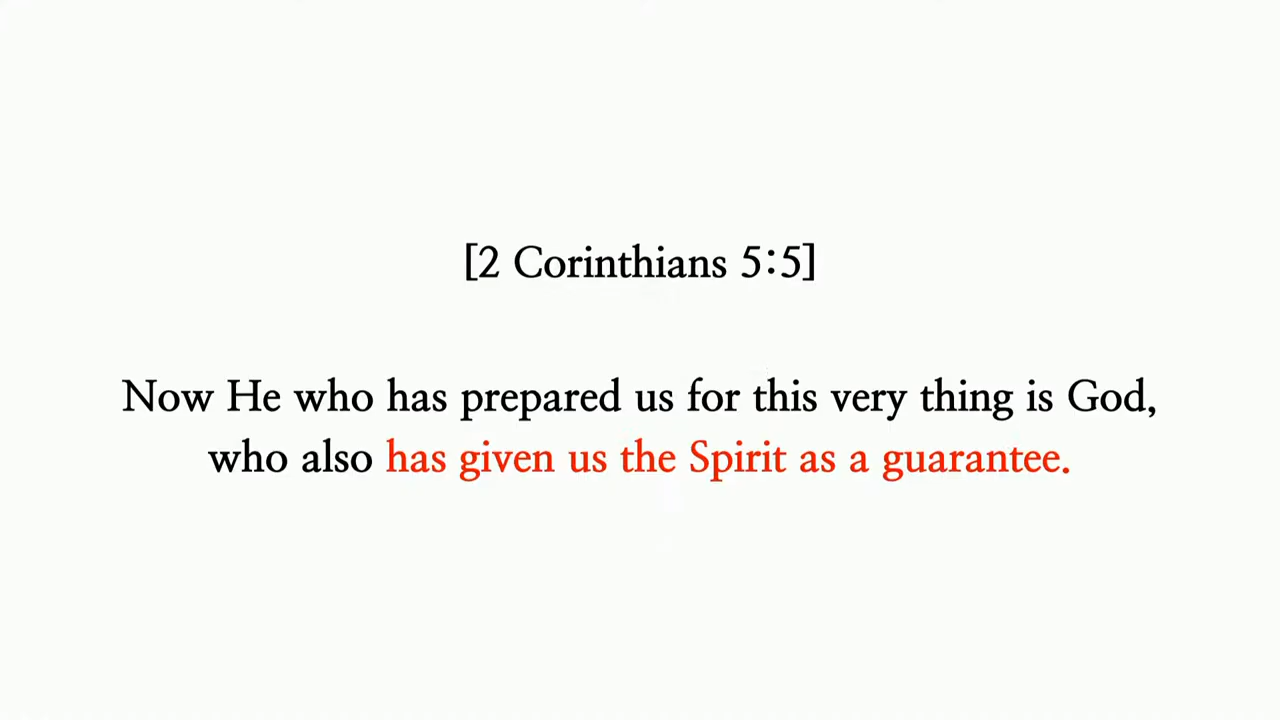 [2 Corinthians 5:5]
Now He who has prepared us for this very thing is God,
who also has given us the Spirit as a guarantee.